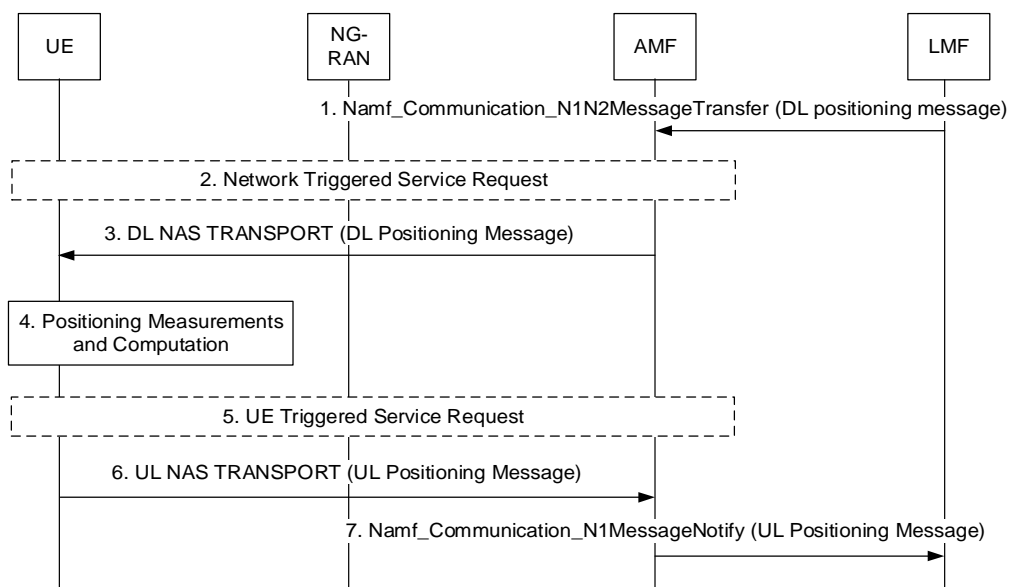 UE
NG-
RAN
AMF
LMF
1. Namf_Communication_N1N2MessageTransfer (DL positioning message)
2. Network Triggered Service Request
3. DL NAS TRANSPORT (DL Positioning Message)
4. Positioning Measurements
and Computation
5. UE Triggered Service Request
6. UL NAS TRANSPORT (UL Positioning Message)
7. Namf_Communication_N1MessageNotify (UL Positioning Message)